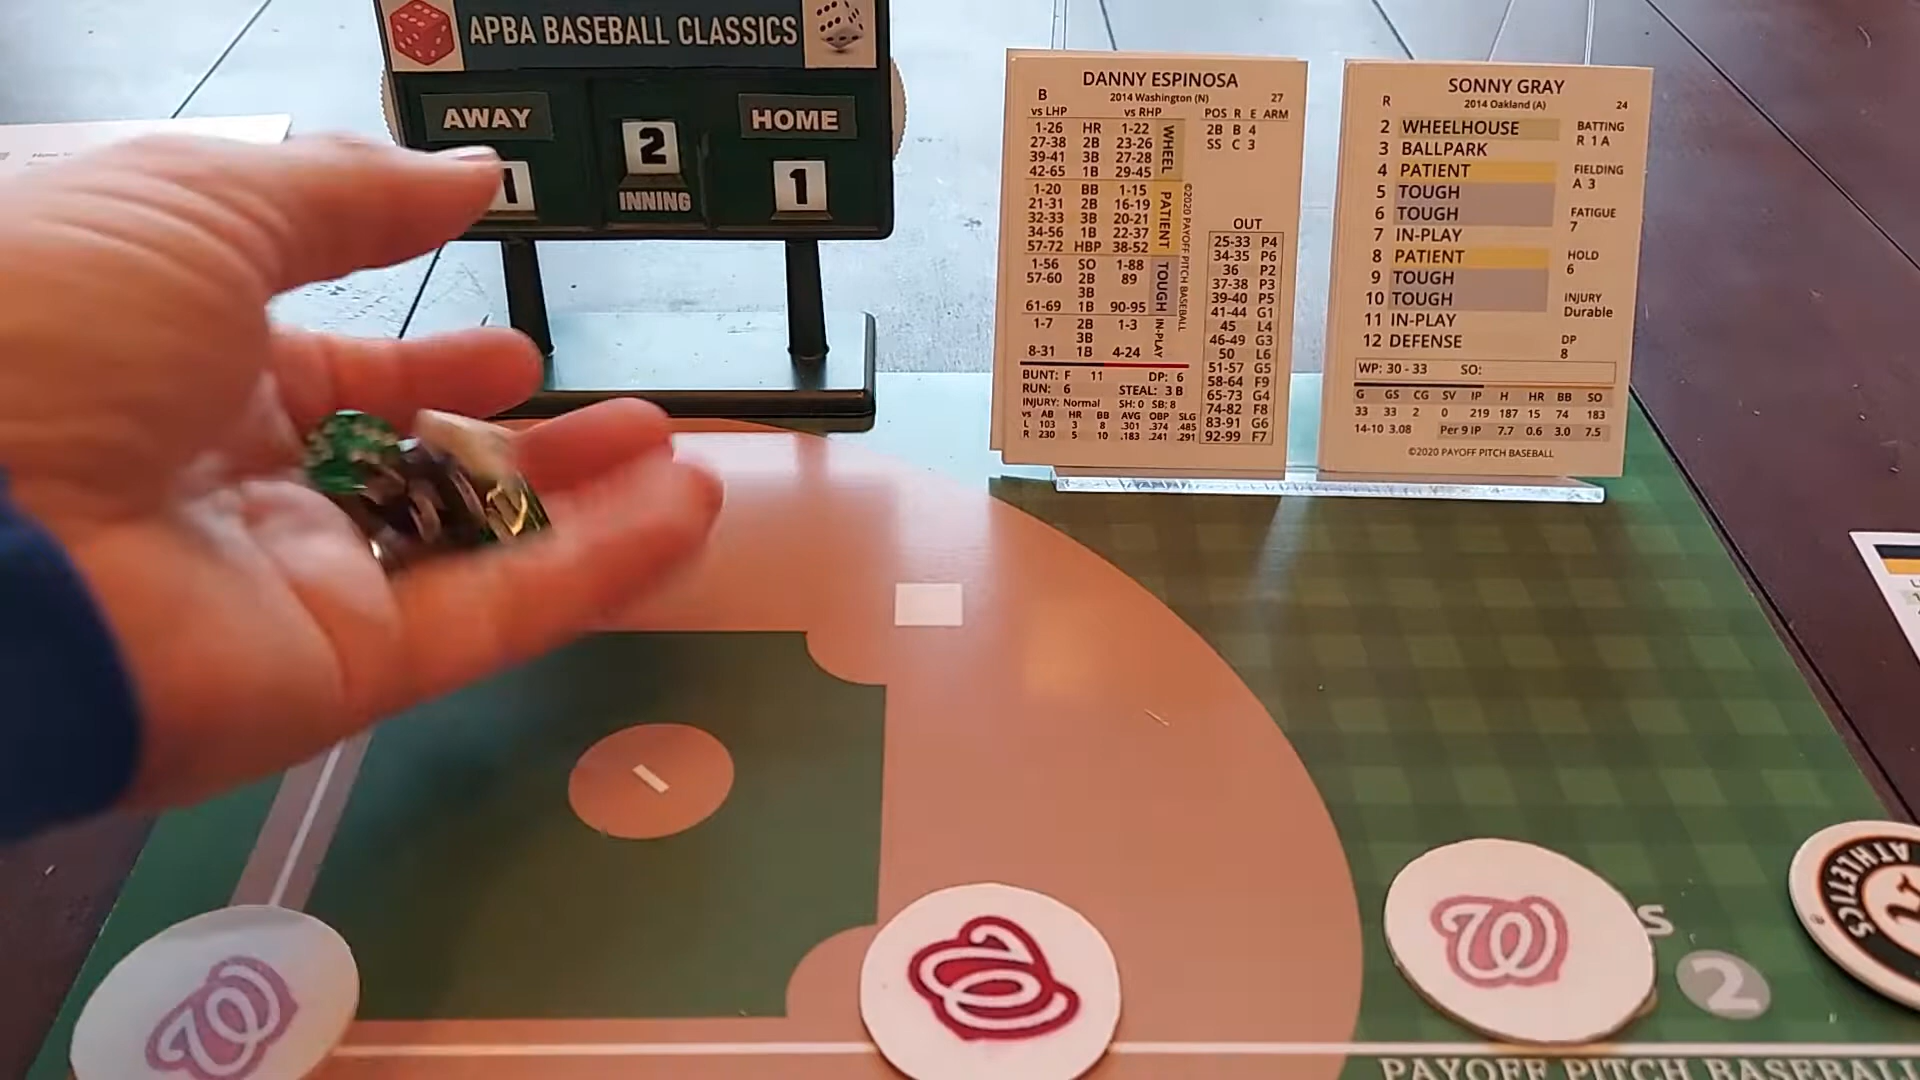 APBA BASEBALL CLASSICS
AWAY
2
HOME
1
INNING
1
DANNY ESPINOSA
B
2014 Washington (N)
27
vs LHP
vs RHP
POS R E ARM
1-26 HR 1-22
2B B 4
27-38 2B 23-26
SS C 3
39-41 3B 27-28
42-65 1B 29-45
WHEEL
1-20 BB 1-15
21-31 2B 16-19
32-33 3B 20-21
34-56 1B 22-37
57-72 HBP 38-52
PATIENT
1-56 SO 1-88
57-60 2B 89
3B
61-69 1B 90-95
TOUGH
1-7 2B 1-3
3B
8-31 1B 4-24
IN-PLAY
©2020 PAYOFF PITCH BASEBALL
OUT
25-33 P4
34-35 P6
36 P2
37-38 P3
39-40 P5
41-44 G1
45 L4
46-49 G3
50 L6
51-57 G5
58-64 F9
65-73 G4
74-82 F8
83-91 G6
92-99 F7
BUNT: F 11 DP: 6
RUN: 6 STEAL: 3 B
INJURY: Normal SH: 0 SB: 8
vs AB HR BB AVG OBP SLG
L 103 3 8 .301 .374 .485
R 230 5 10 .183 .241 .291
SONNY GRAY
R
2014 Oakland (A)
24
2 WHEELHOUSE
3 BALLPARK
4 PATIENT
5 TOUGH
6 TOUGH
7 IN-PLAY
8 PATIENT
9 TOUGH
10 TOUGH
11 IN-PLAY
12 DEFENSE
BATTING
R 1 A
FIELDING
A 3
FATIGUE
7
HOLD
6
INJURY
Durable
DP
8
WP: 30 - 33 SO:
G GS CG SV IP H HR BB SO
33 33 2 0 219 187 15 74 183
14-10 3.08 Per 9 IP 7.7 0.6 3.0 7.5
©2020 PAYOFF PITCH BASEBALL
W
W
W
S
2
ATHLETICS
PAYOFF PITCH BASEBALL